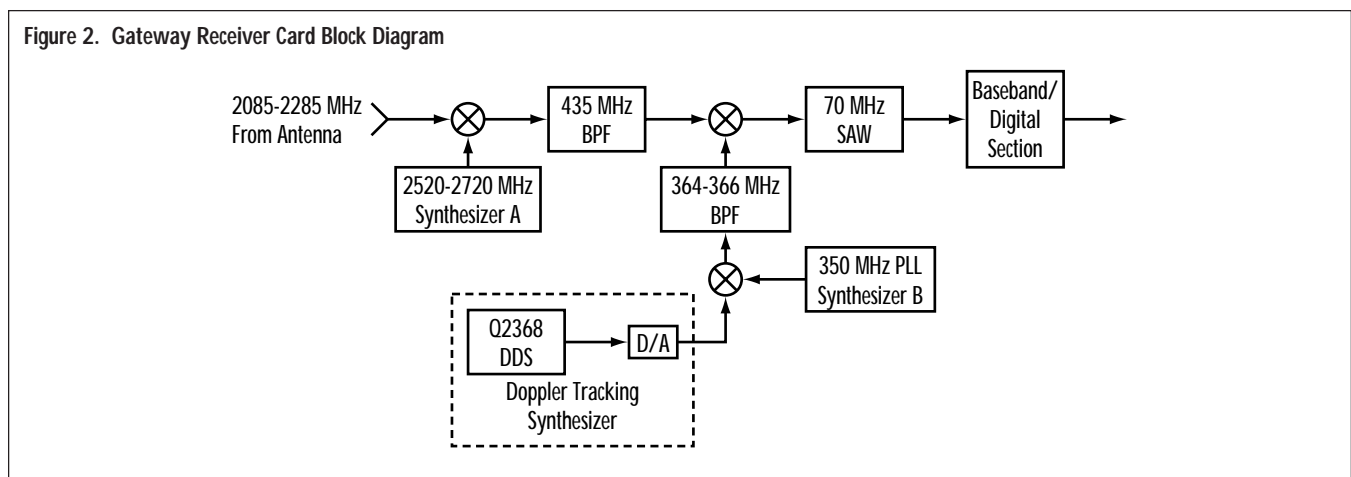 Figure 2. Gateway Receiver Card Block Diagram
2085-2285 MHz
From Antenna
435 MHz
BPF
70 MHz
SAW
Baseband/
Digital
Section
2520-2720 MHz
Synthesizer A
364-366 MHz
BPF
350 MHz PLL
Synthesizer B
Q2368
DDS
D/A
Doppler Tracking
Synthesizer